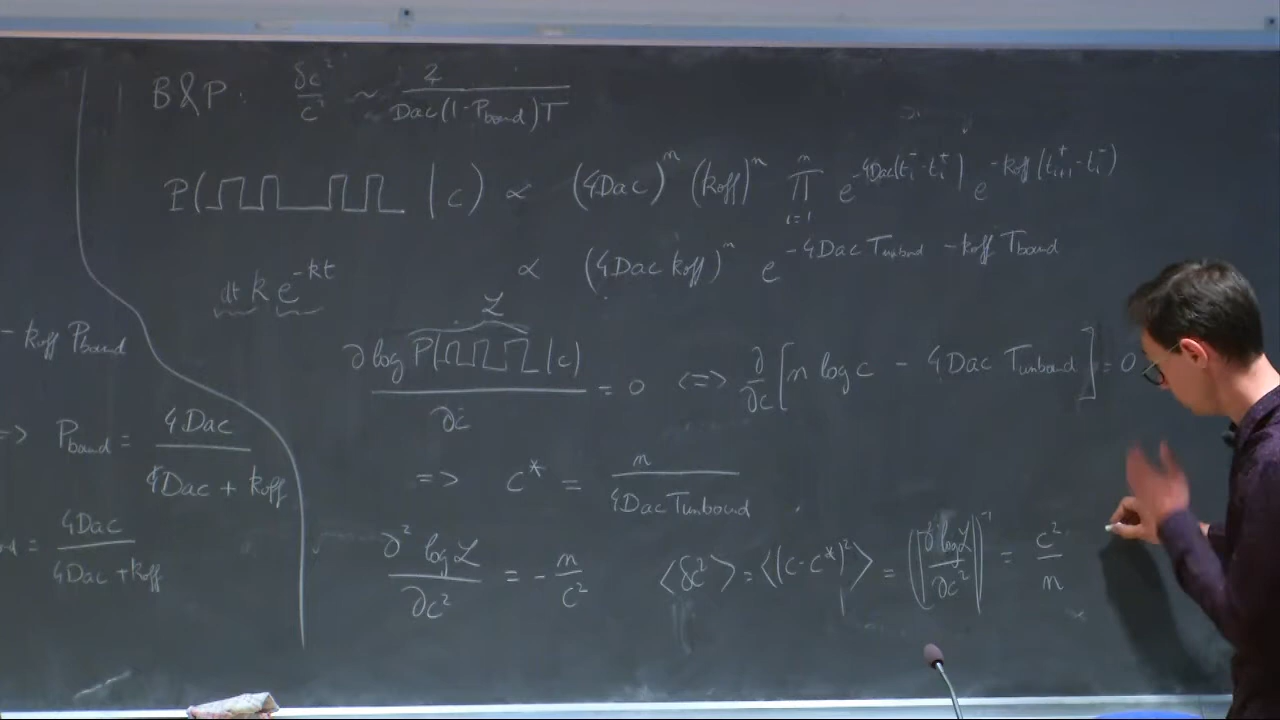 B&P: δc²/c ~ 2/(Dac(1-Pbound)T)
P( | c) ∝ (4Dac)^n (koff)^n ∏_{i=1}^{n} e^{-4Dac(t_i^- - t_i^+)} e^{-koff(t_{i+1}^+ - t_i^-)}
∝ (4Dac koff)^n e^{-4Dac Tunbound - koff Tbound}
dt k e^{-kt}
ℒ
- koff Pbound
∂ log P( | c)/∂c = 0 <=> ∂/∂c [n log c - 4Dac Tunbound] = 0
=> Pbound = 4Dac/(4Dac + koff)
=> c* = n/(4Dac Tunbound)
nd = 4Dac/(4Dac + koff)
∂² log ℒ/∂c² = - n/c² <δc²> = <(c-c*)²> = (|∂² log ℒ/∂c²|)^{-1} = c²/n